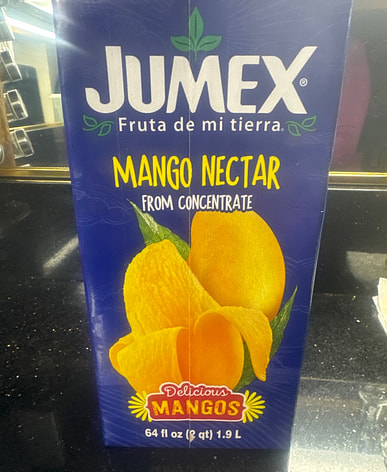 JUMEX®
Fruta de mi tierra
MANGO NECTAR
FROM CONCENTRATE
Delicious
MANGOS
64 fl oz (2 qt) 1.9 L